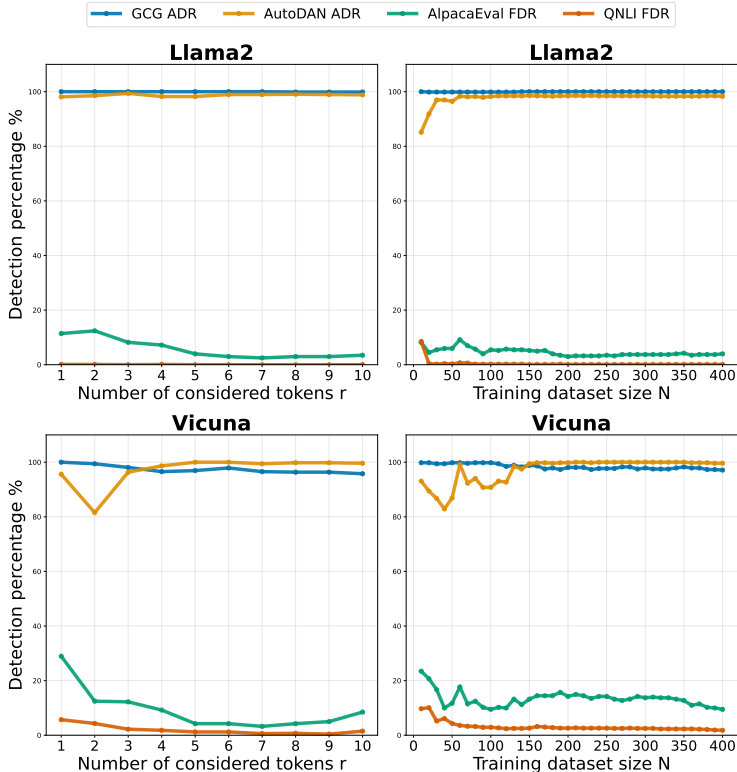 GCG ADR AutoDAN ADR AlpacaEval FDR QNLI FDR
Llama2 Llama2
Detection percentage %
100
80
60
40
20
0
1 2 3 4 5 6 7 8 9 10
Number of considered tokens r
100
80
60
40
20
0
0 50 100 150 200 250 300 350 400
Training dataset size N
Vicuna Vicuna
Detection percentage %
100
80
60
40
20
0
1 2 3 4 5 6 7 8 9 10
Number of considered tokens r
100
80
60
40
20
0
0 50 100 150 200 250 300 350 400
Training dataset size N